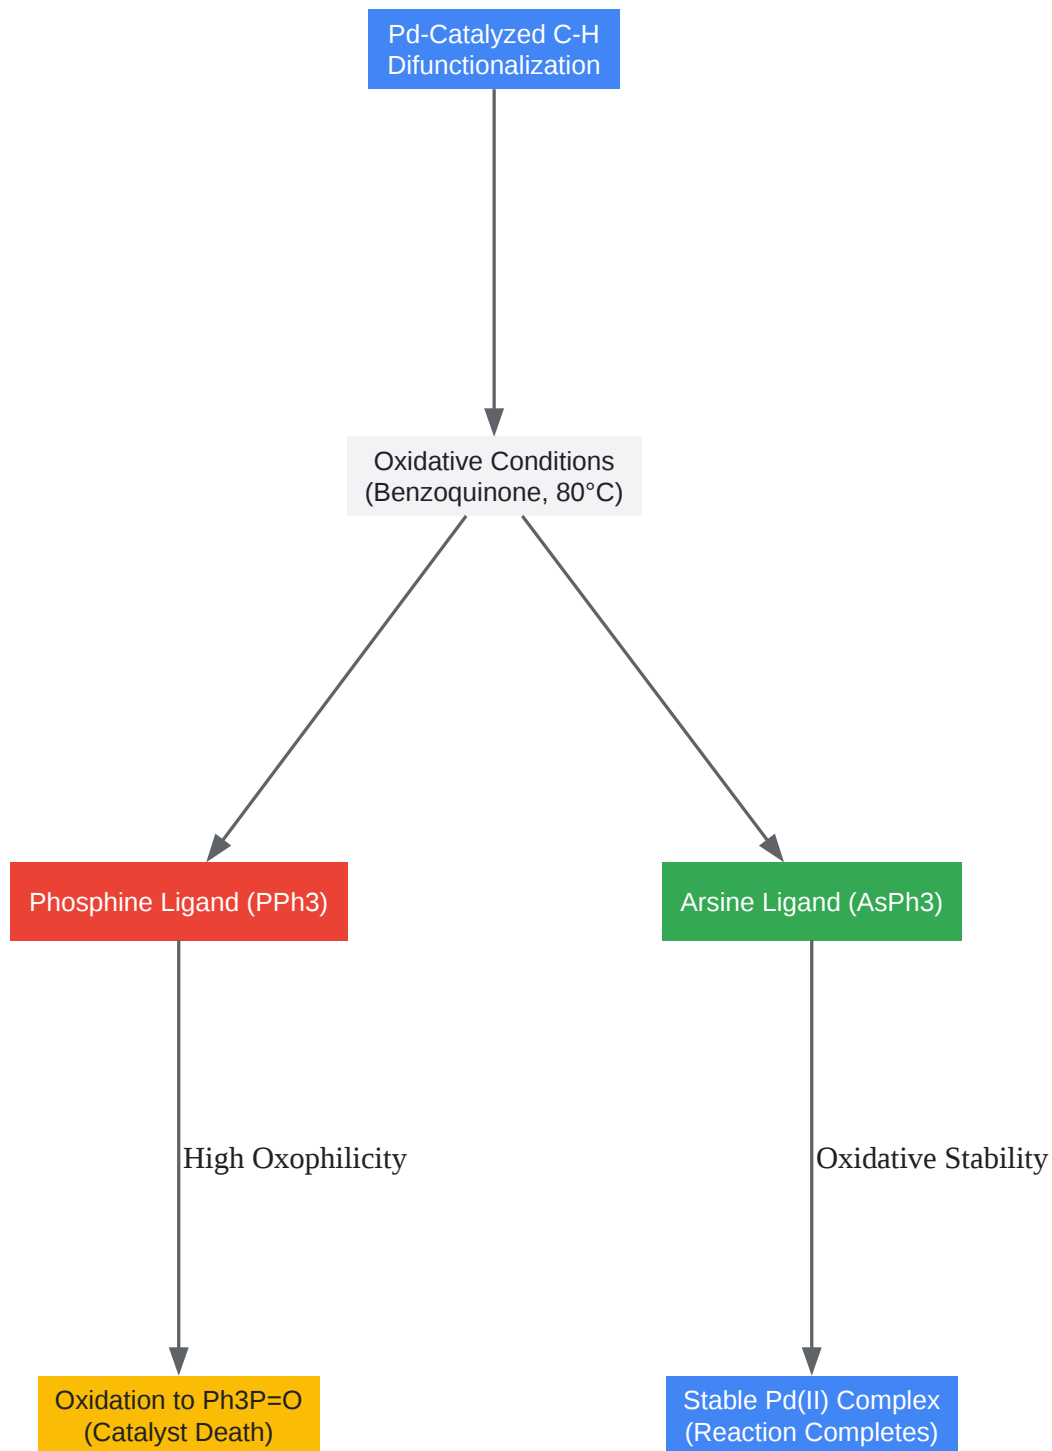 Pd-Catalyzed C-H
Difunctionalization
Oxidative Conditions
(Benzoquinone, 80°C)
Phosphine Ligand (PPh3)
Arsine Ligand (AsPh3)
High Oxophilicity
Oxidative Stability
Oxidation to Ph3P=O
(Catalyst Death)
Stable Pd(II) Complex
(Reaction Completes)